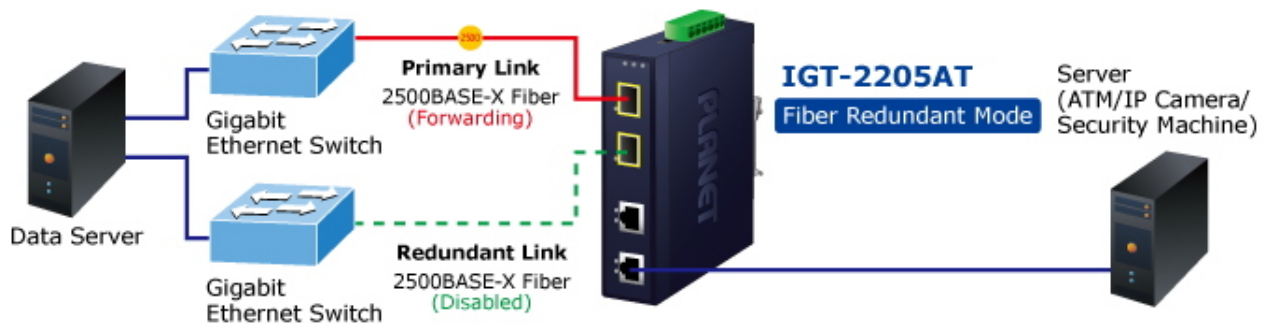 2500
Primary Link
2500BASE-X Fiber
(Forwarding)
Gigabit
Ethernet Switch
Data Server
Redundant Link
2500BASE-X Fiber
(Disabled)
Gigabit
Ethernet Switch
PLANET
IGT-2205AT
Fiber Redundant Mode
Server
(ATM/IP Camera/
Security Machine)